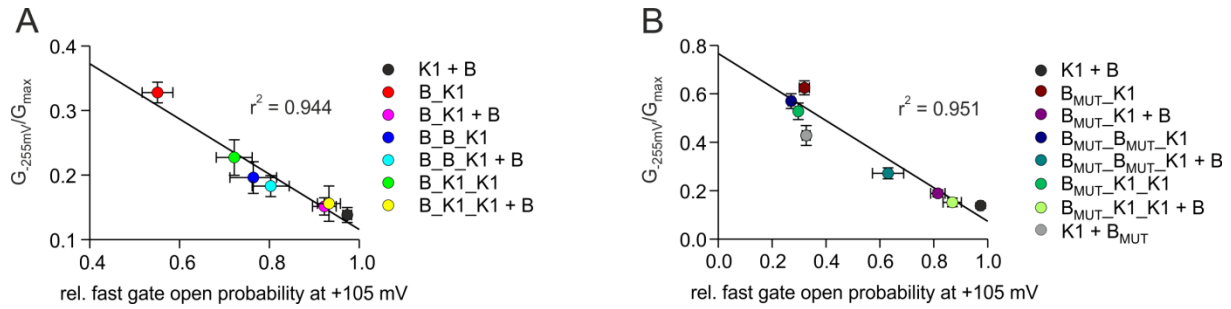 A
G-255mV/Gmax
0.4
0.3
0.2
0.1
0.4 0.6 0.8 1.0
rel. fast gate open probability at +105 mV
r² = 0.944
K1 + B
B_K1
B_K1 + B
B_B_K1
B_B_K1 + B
B_K1_K1
B_K1_K1 + B
B
G-255mV/Gmax
0.8
0.6
0.4
0.2
0.0
0.0 0.2 0.4 0.6 0.8 1.0
rel. fast gate open probability at +105 mV
r² = 0.951
K1 + B
BMUT_K1
BMUT_K1 + B
BMUT_BMUT_K1
BMUT_BMUT_K1 + B
BMUT_K1_K1
BMUT_K1_K1 + B
K1 + BMUT